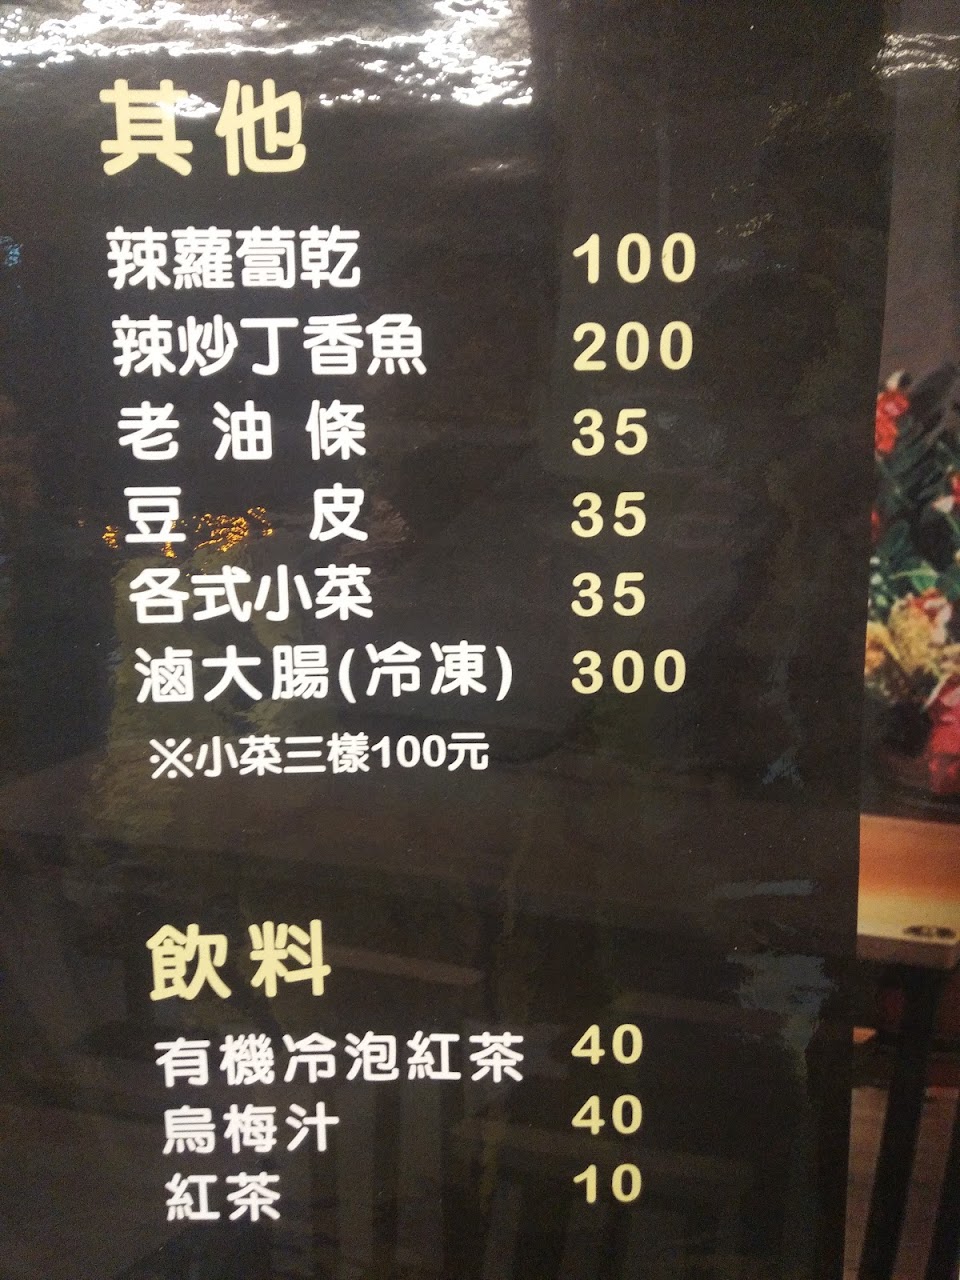 其他
辣蘿蔔乾 100
辣炒丁香魚 200
老油條 35
豆皮 35
各式小菜 35
滷大腸(冷凍) 300
※小菜三樣100元
飲料
有機冷泡紅茶 40
烏梅汁 40
紅茶 10